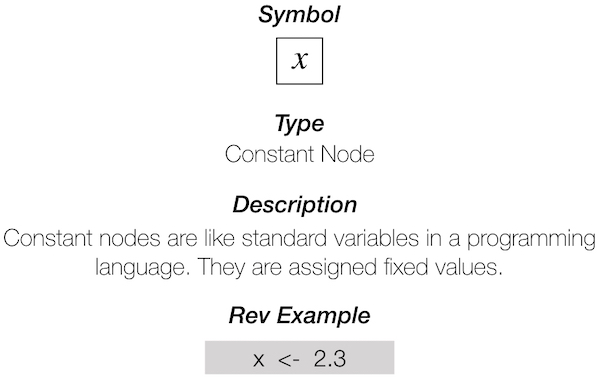 Symbol
x
Type
Constant Node
Description
Constant nodes are like standard variables in a programming
language. They are assigned fixed values.
Rev Example
x <- 2.3